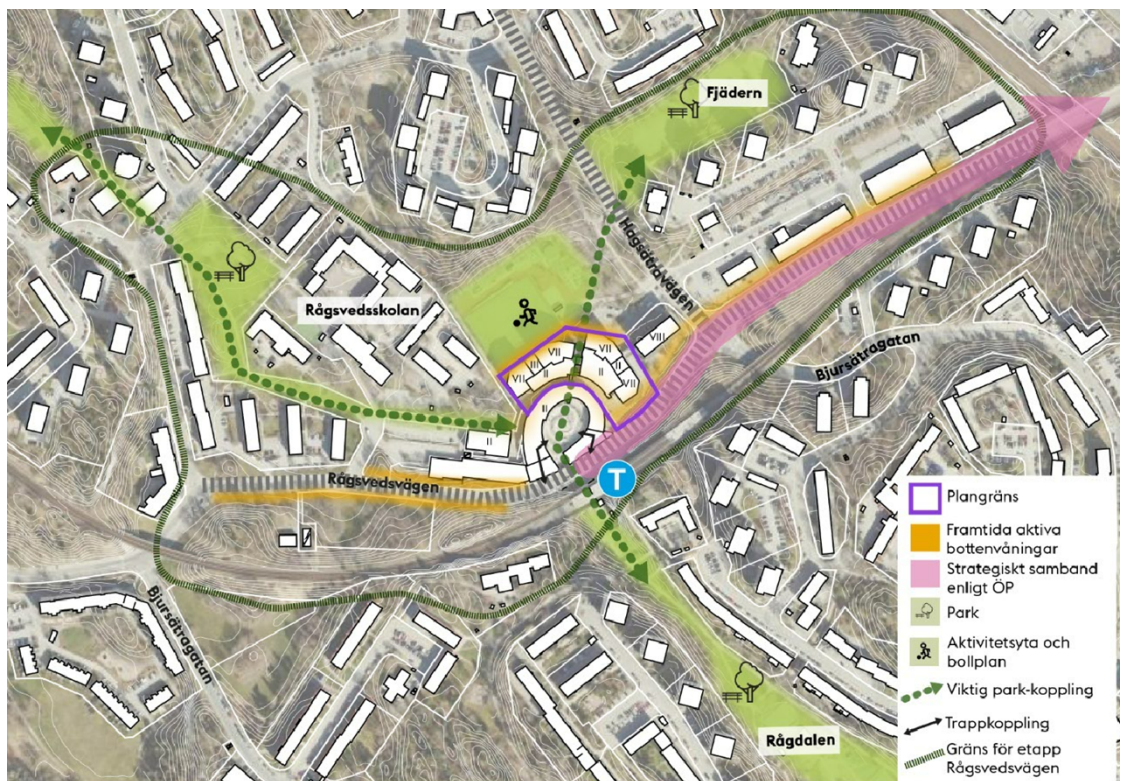 Fjädern
Hagsätravägen
Rågsvedsskolan
VII
VII
VIII
VII
II
II
II
VII
II
Bjursätragatan
Rågsvedsvägen
T
Bjursätragatan
Rågdalen
Plangräns
Framtida aktiva
bottenvåningar
Strategiskt samband
enligt ÖP
Park
Aktivitetsyta och
bollplan
Viktig park-koppling
Trappkoppling
Gräns för etapp
Rågsvedsvägen